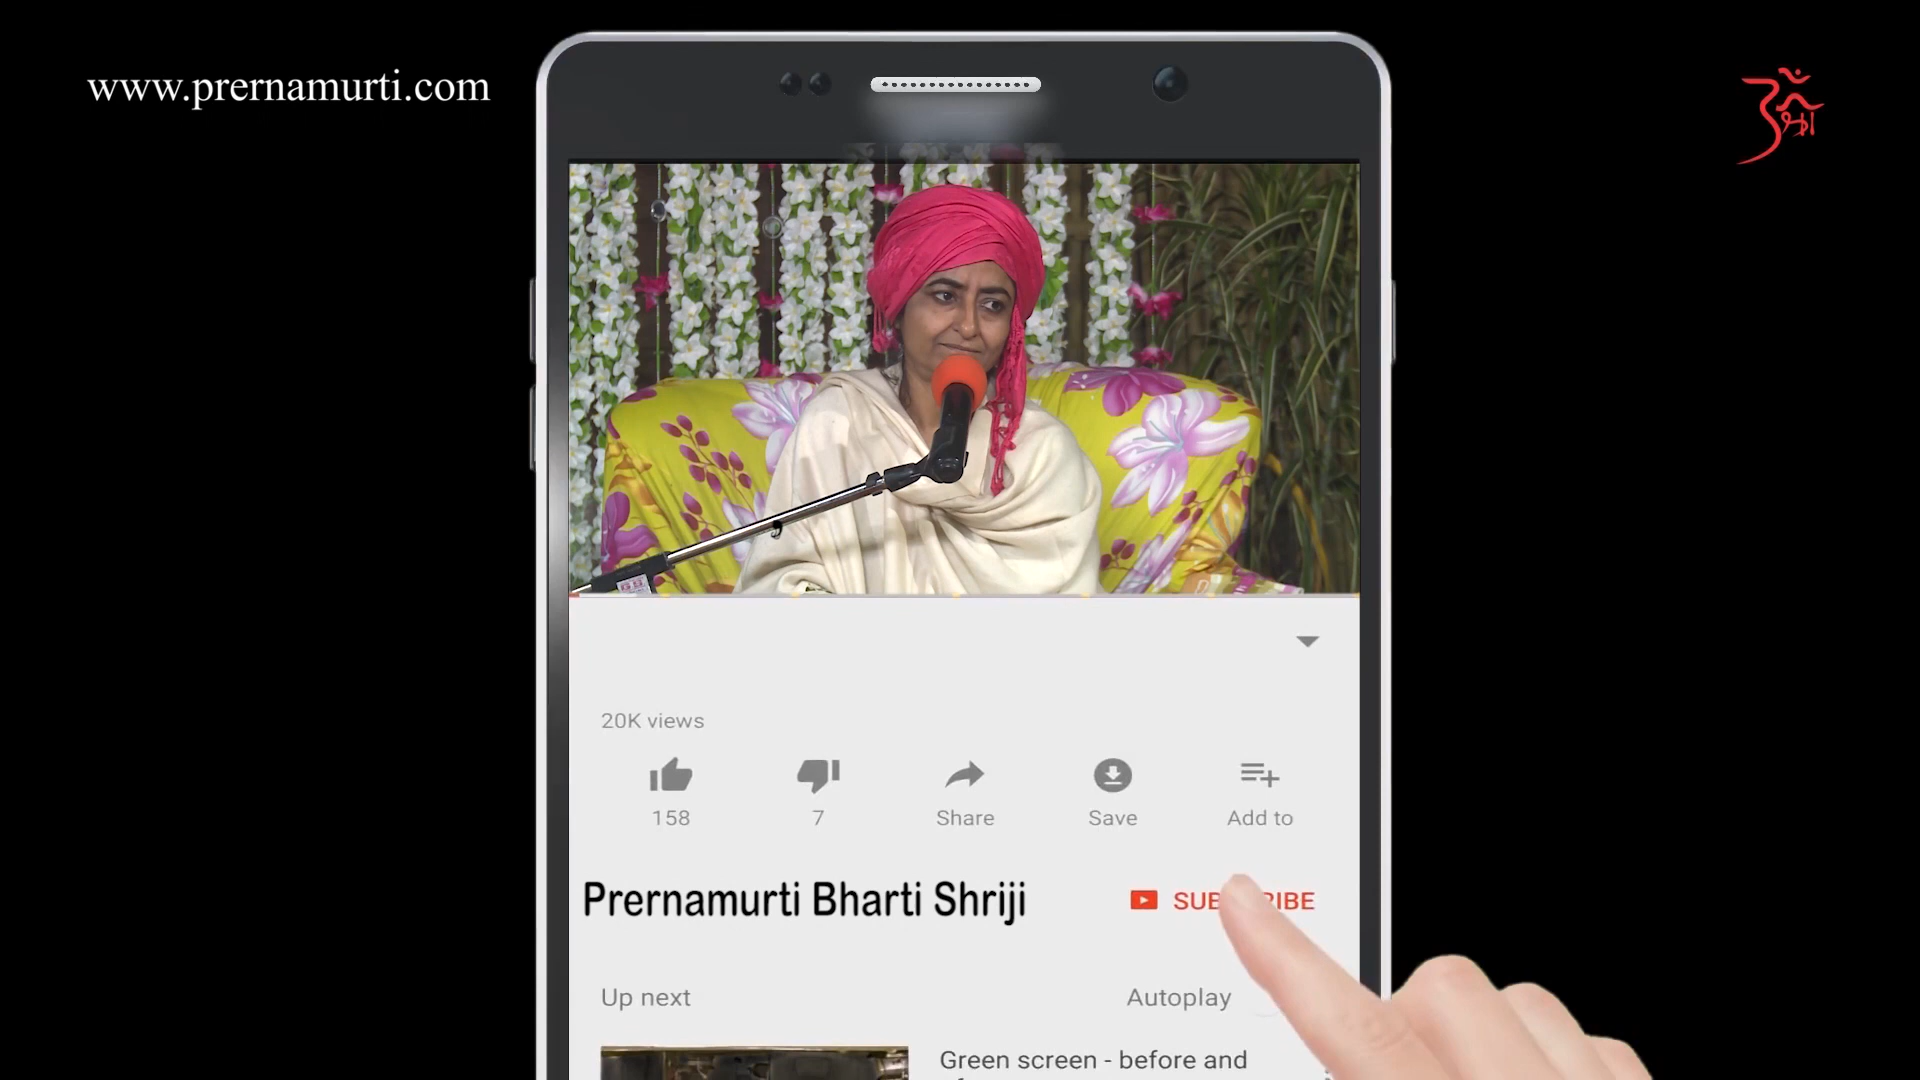 www.prernamurti.com
20K views
158
7
Share
Save
Add to
Prernamurti Bharti Shriji
SUBSCRIBE
Up next
Autoplay
Green screen - before and